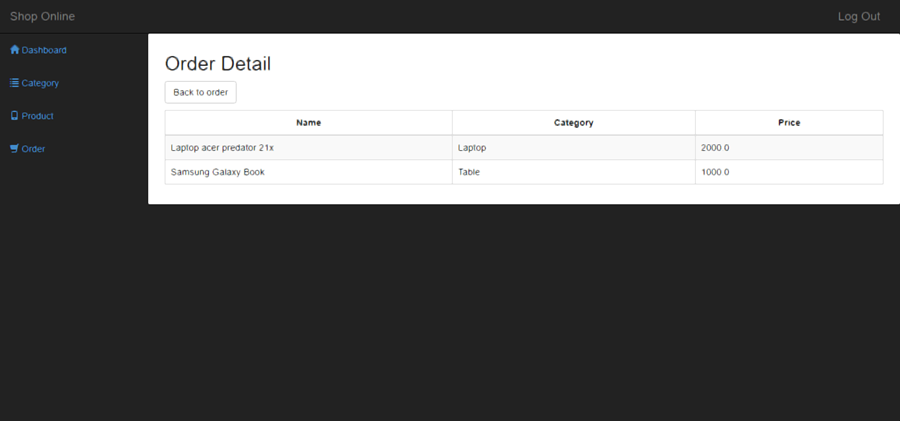 Shop Online
Log Out
Dashboard
Category
Product
Order
Order Detail
Back to order
Name Category Price
Laptop acer predator 21x Laptop 2000.0
Samsung Galaxy Book Table 1000.0